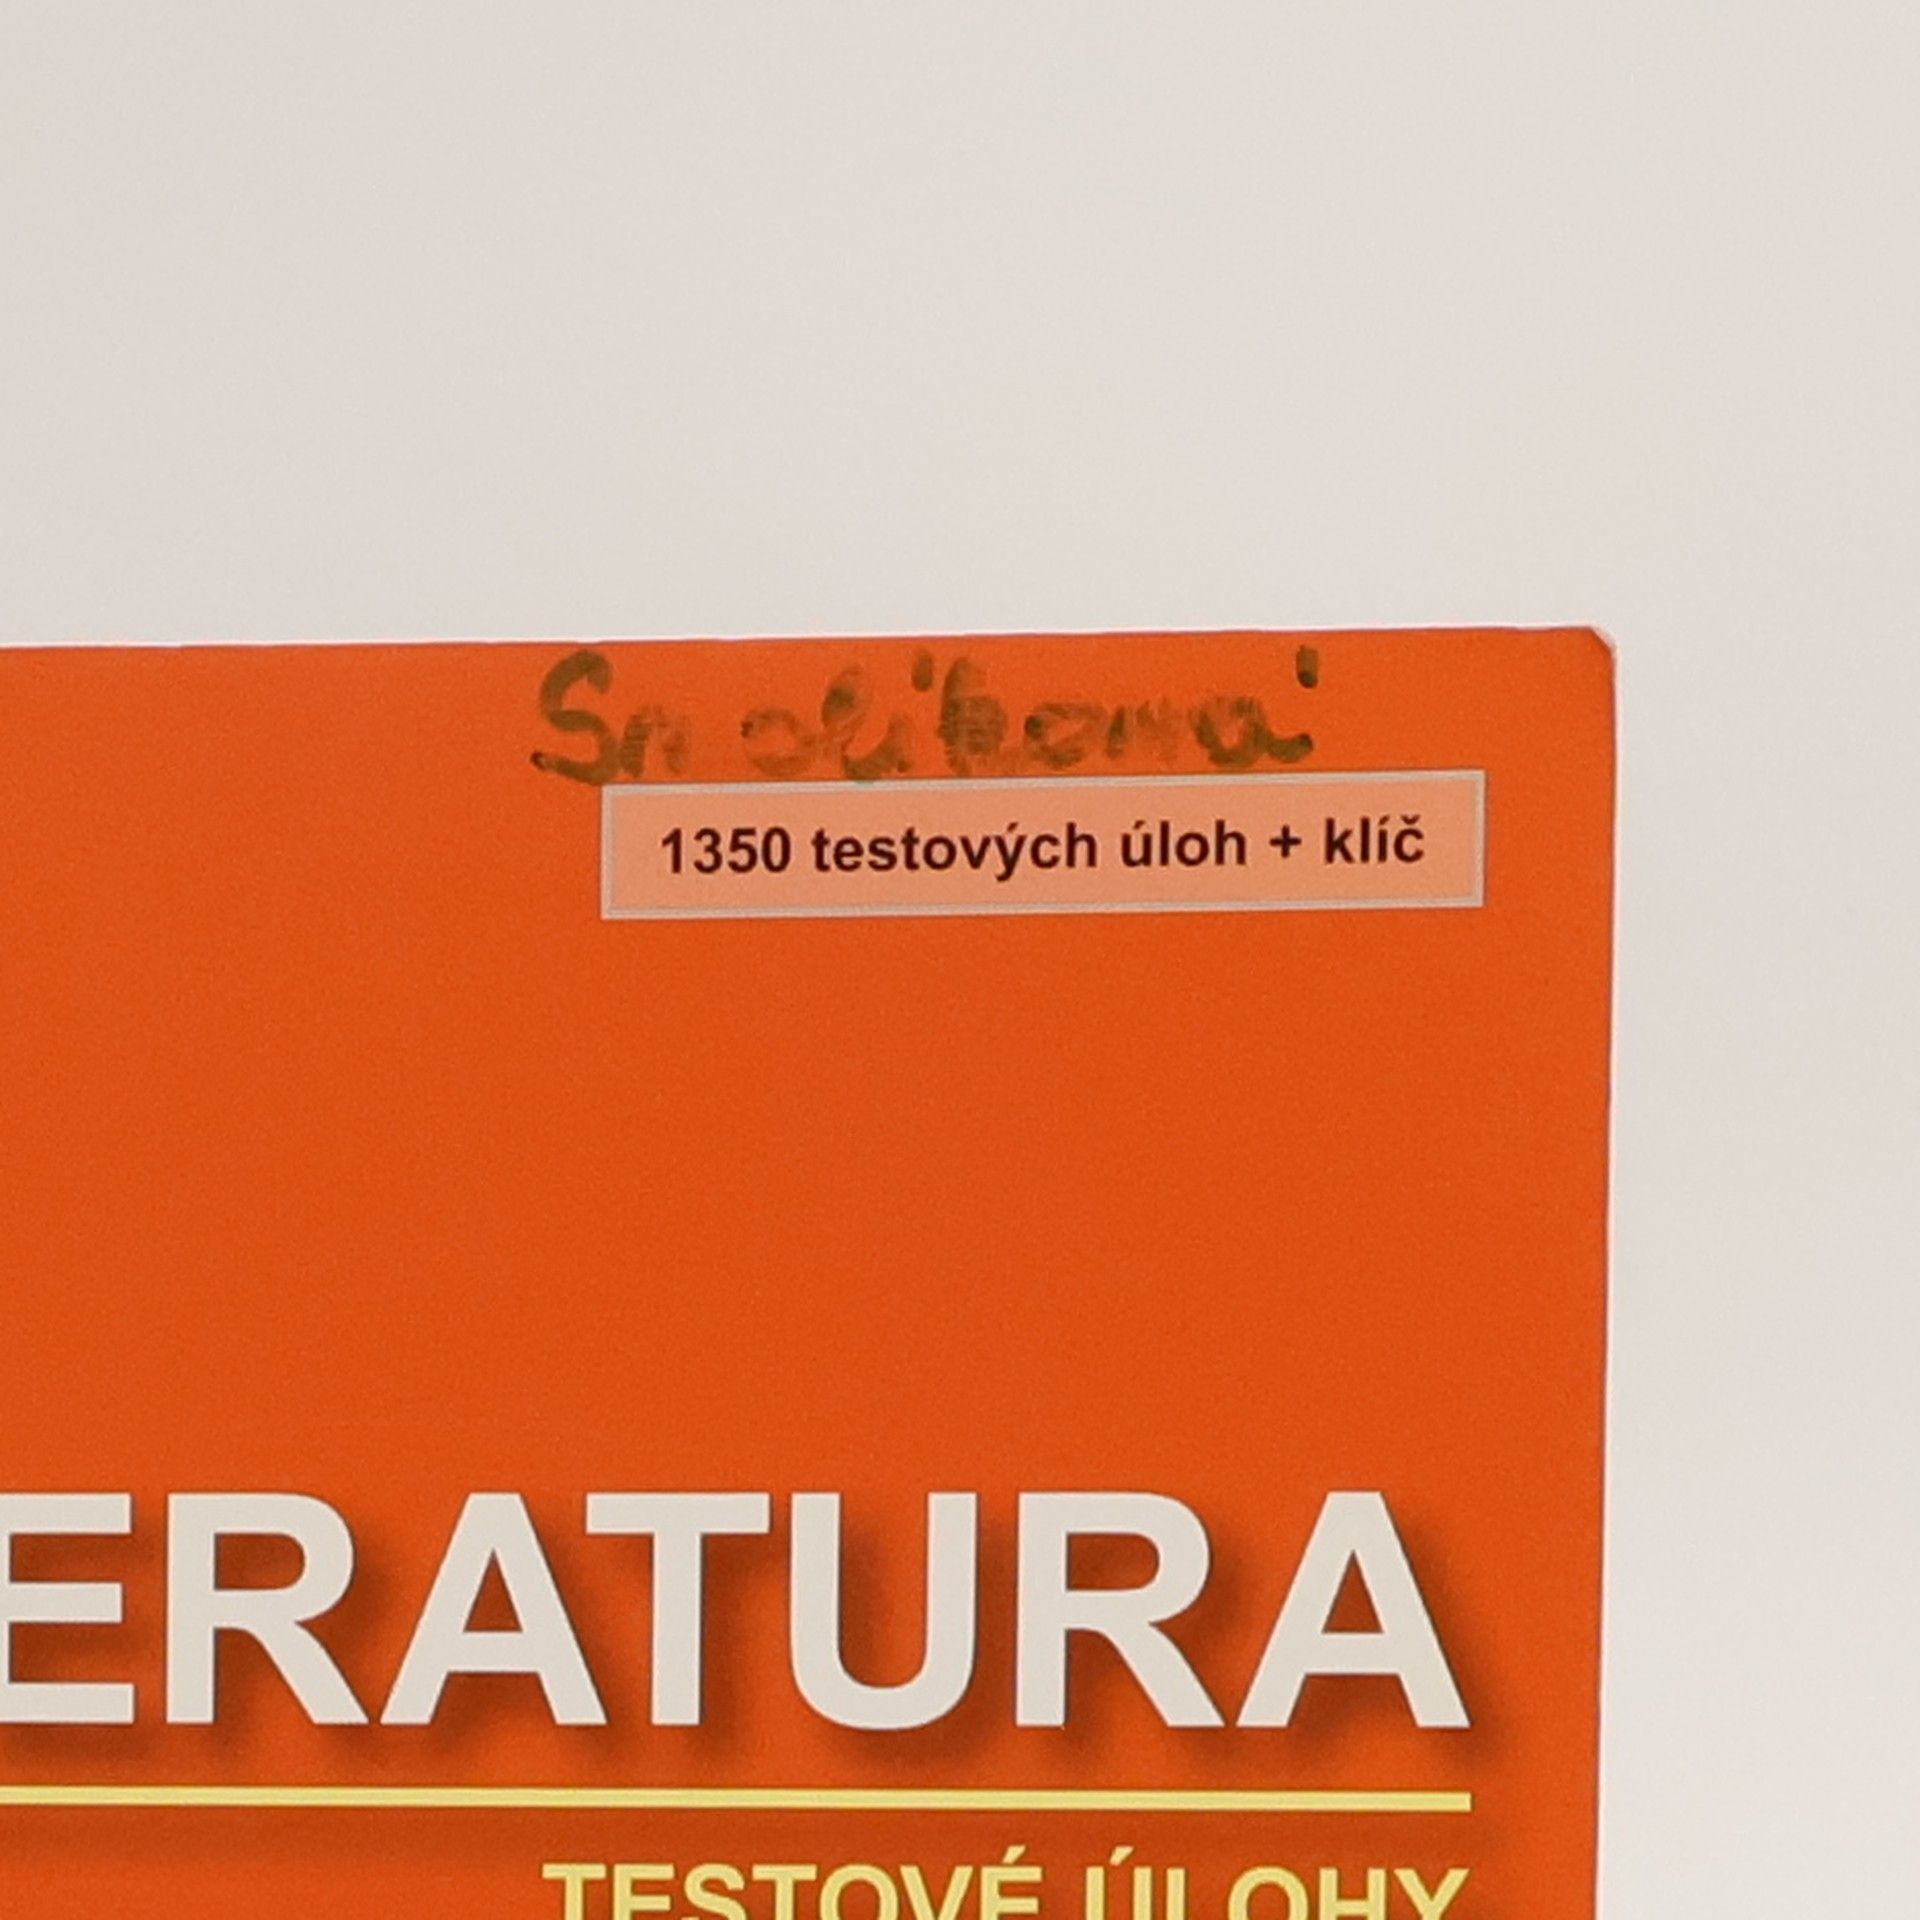 Smolíková
1350 testových úloh + klíč
ERATURA
TESTOVÉ ÚLOHY